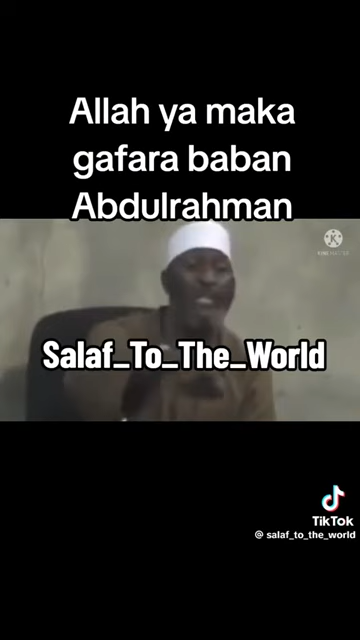 Allah ya maka
gafara baban
Abdulrahman
Salaf_To_The_World
TikTok
@ salaf_to_the_world